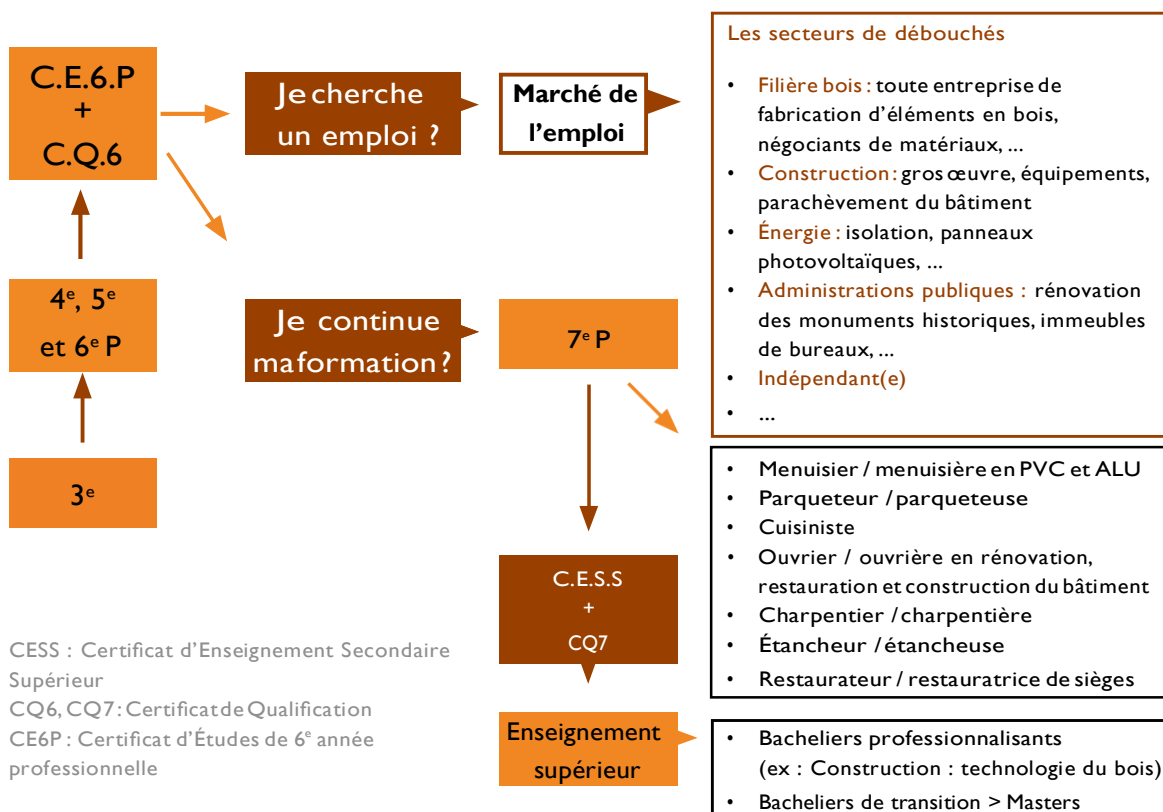 C.E.6.P
+
C.Q.6
Je cherche
un emploi ?
Marché de
l'emploi
Les secteurs de débouchés
• Filière bois : toute entreprise de
fabrication d'éléments en bois,
négociants de matériaux, ...
• Construction : gros œuvre, équipements,
parachèvement du bâtiment
• Énergie : isolation, panneaux
photovoltaïques, ...
• Administrations publiques : rénovation
des monuments historiques, immeubles
de bureaux, ...
• Indépendant(e)
• ...
4e, 5e
et 6e P
Je continue
ma formation ?
7e P
3e
• Menuisier / menuisière en PVC et ALU
• Parqueteur / parqueteuse
• Cuisiniste
• Ouvrier / ouvrière en rénovation,
restauration et construction du bâtiment
• Charpentier / charpentière
• Étancheur / étancheuse
• Restaurateur / restauratrice de sièges
C.E.S.S
+
CQ7
CESS : Certificat d'Enseignement Secondaire
Supérieur
CQ6, CQ7 : Certificat de Qualification
CE6P : Certificat d'Études de 6e année
professionnelle
Enseignement
supérieur
• Bacheliers professionnalisants
(ex : Construction : technologie du bois)
• Bacheliers de transition > Masters